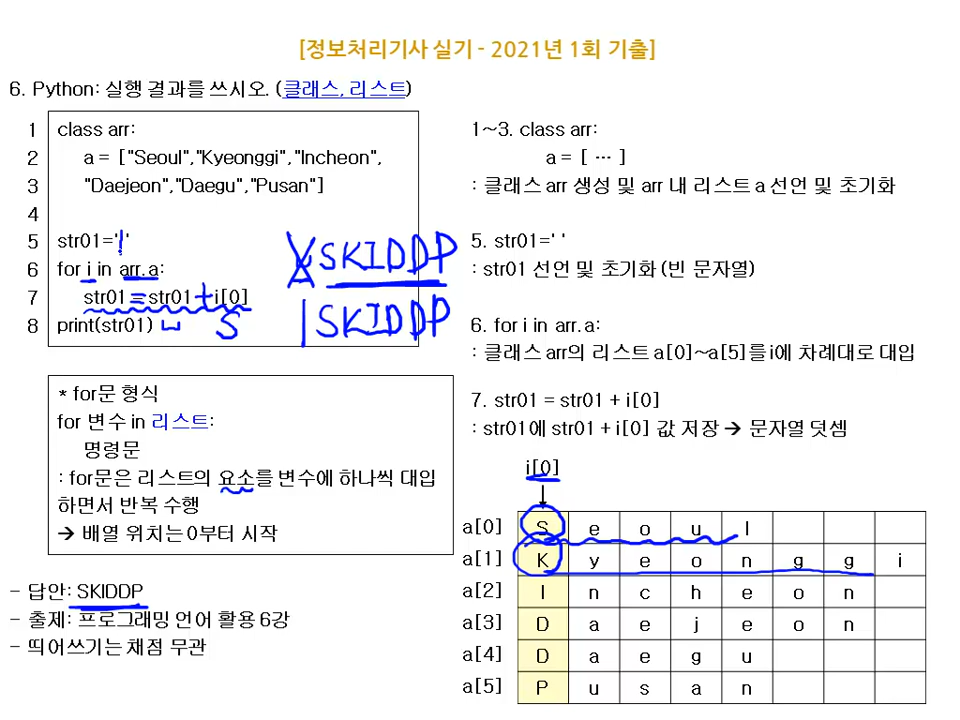 [정보처리기사 실기 - 2021년 1회 기출]
6. Python: 실행 결과를 쓰시오. (클래스, 리스트)
1 class arr:
2 a = ["Seoul","Kyeonggi","Incheon",
3 "Daejeon","Daegu","Pusan"]
4
5 str01=' '
6 for i in arr.a:
7 str01 = str01 + i[0]
8 print(str01)
SKIDDP
SKIDDP
S
* for문 형식
for 변수 in 리스트:
명령문
: for문은 리스트의 요소를 변수에 하나씩 대입
하면서 반복 수행
→ 배열 위치는 0부터 시작
- 답안: SKIDDP
- 출제: 프로그래밍 언어 활용 6강
- 띄어쓰기는 채점 무관
1~3. class arr:
a = [ … ]
: 클래스 arr 생성 및 arr 내 리스트 a 선언 및 초기화
5. str01=' '
: str01 선언 및 초기화 (빈 문자열)
6. for i in arr.a:
: 클래스 arr의 리스트 a[0]~a[5]를 i에 차례대로 대입
7. str01 = str01 + i[0]
: str01에 str01 + i[0] 값 저장 → 문자열 덧셈
i[0]
a[0] S e o u l
a[1] K y e o n g g i
a[2] I n c h e o n
a[3] D a e j e o n
a[4] D a e g u
a[5] P u s a n